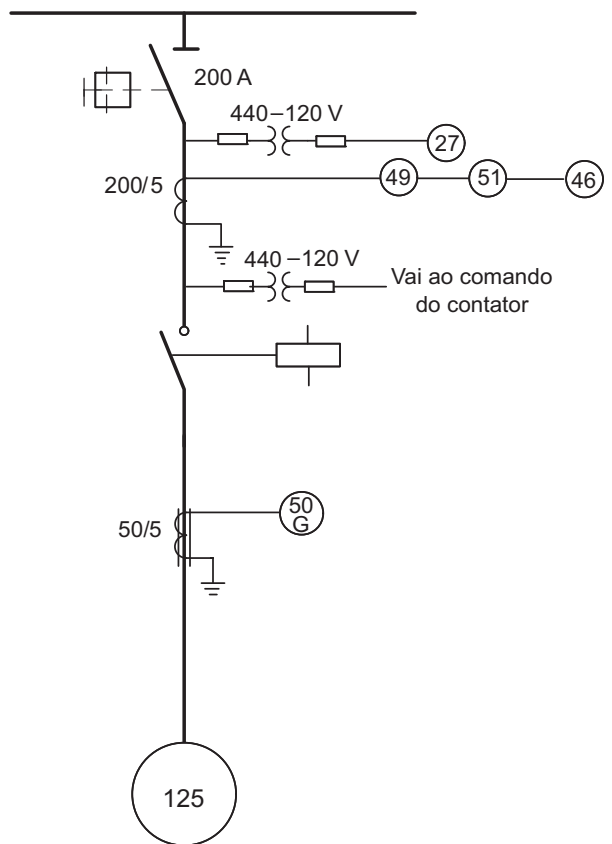 200 A
440–120 V
27
200/5
49
51
46
440–120 V
Vai ao comando
do contator
50/5
50
G
125